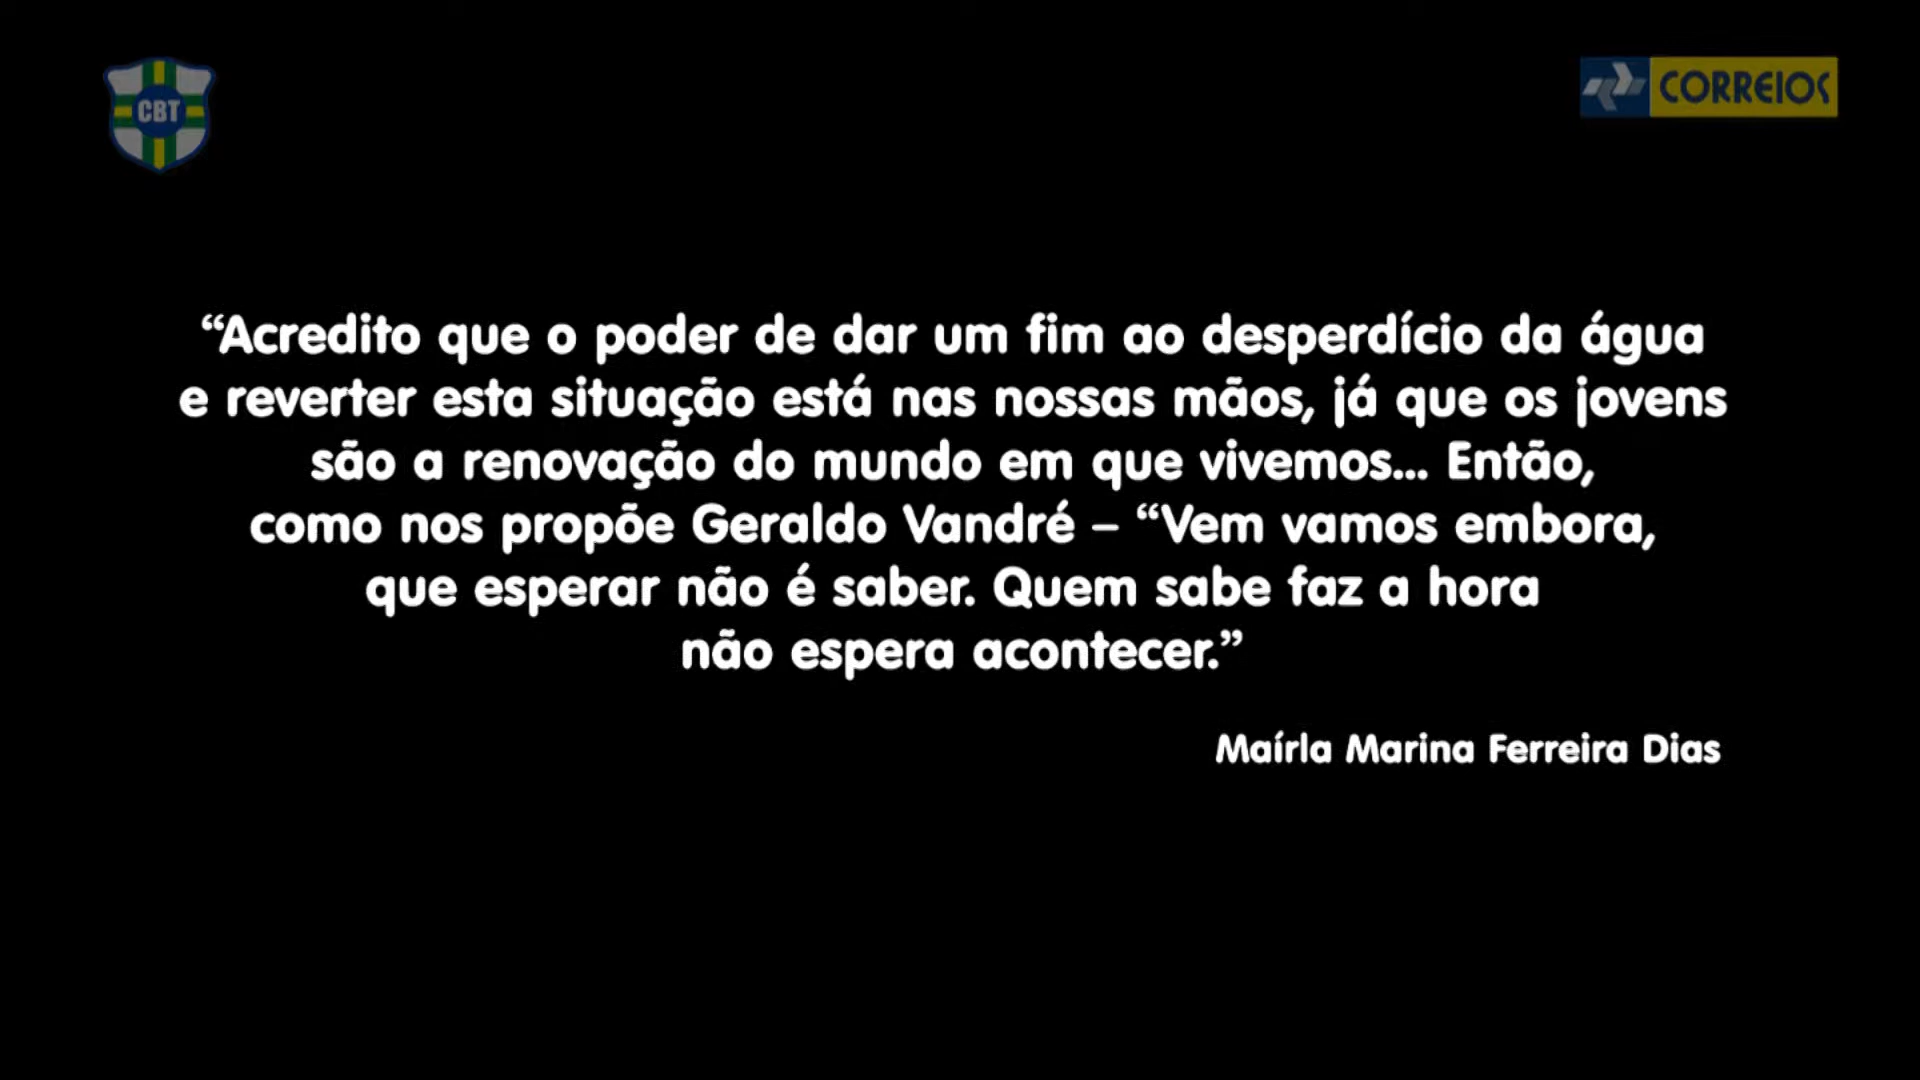 CBT
CORREIOS
“Acredito que o poder de dar um fim ao desperdício da água
e reverter esta situação está nas nossas mãos, já que os jovens
são a renovação do mundo em que vivemos... Então,
como nos propõe Geraldo Vandré – “Vem vamos embora,
que esperar não é saber. Quem sabe faz a hora
não espera acontecer.”
Maírla Marina Ferreira Dias